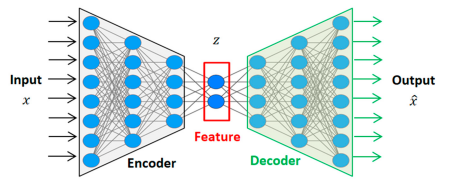 z
Input
x
Output
x̂
Feature
Encoder
Decoder